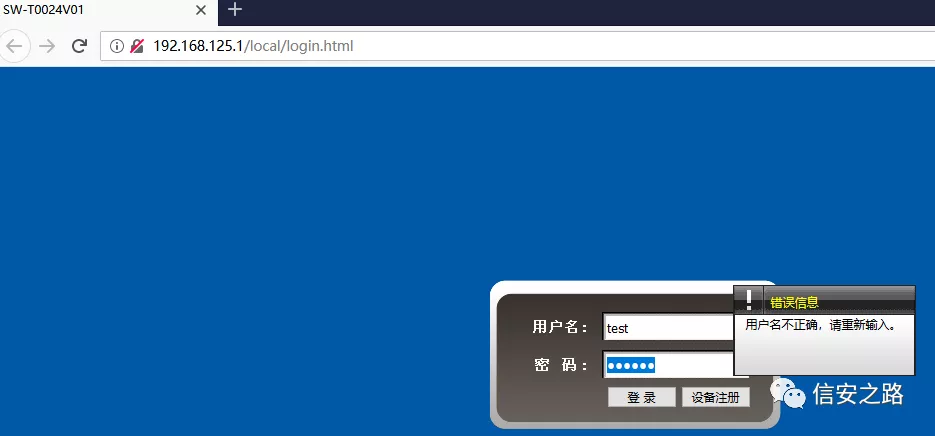 SW-T0024V01
192.168.125.1/local/login.html
错误信息
用户名不正确，请重新输入。
用户名： test
密 码： ●●●●●●
登 录 设备注册
信安之路